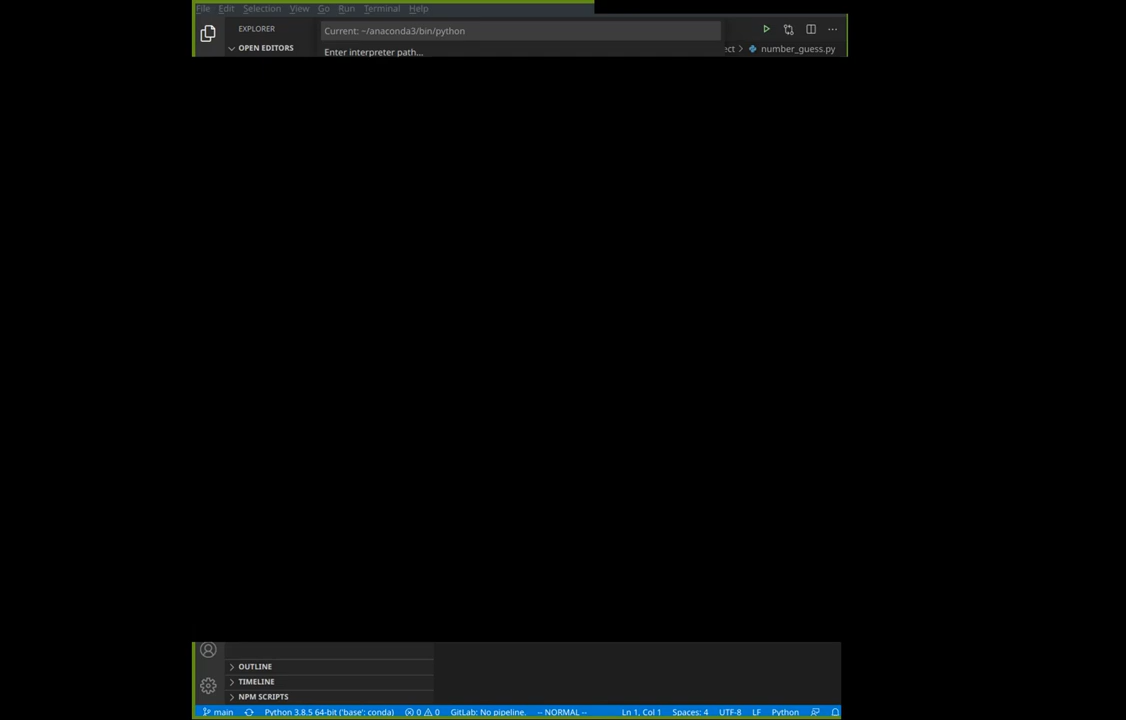 File Edit Selection View Go Run Terminal Help
EXPLORER
Current: ~/anaconda3/bin/python
OPEN EDITORS
Enter interpreter path...
ect > number_guess.py
OUTLINE
TIMELINE
NPM SCRIPTS
main Python 3.8.5 64-bit ('base': conda) 0 0 GitLab: No pipeline. -- NORMAL -- Ln 1, Col 1 Spaces: 4 UTF-8 LF Python